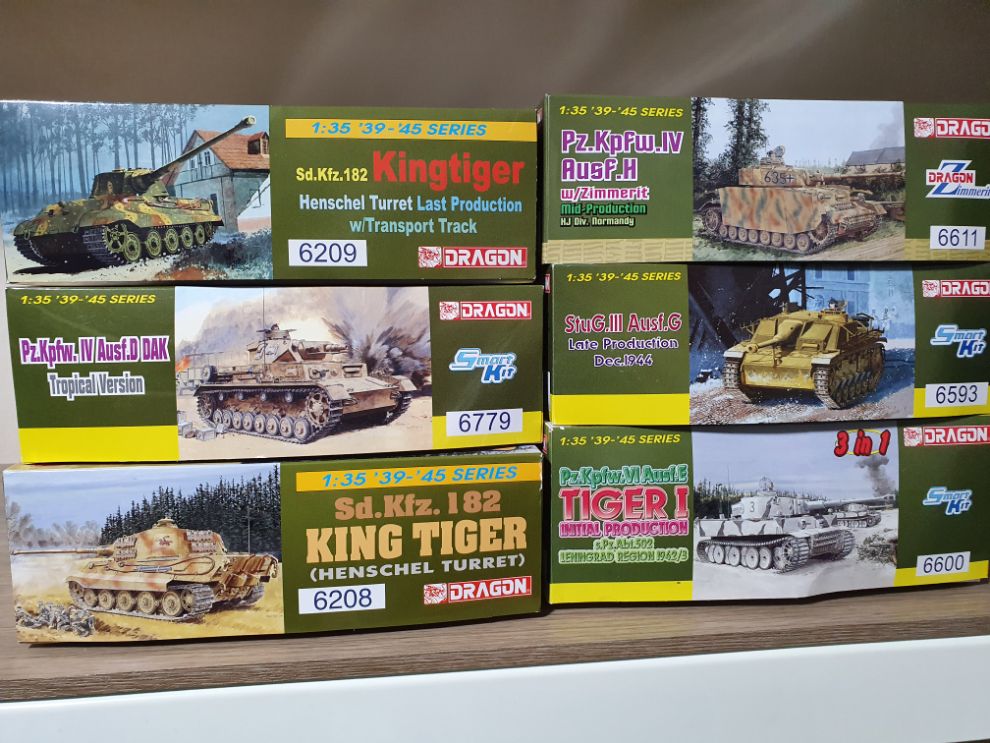 1:35 '39-'45 SERIES
Sd.Kfz.182 Kingtiger
Henschel Turret Last Production
w/Transport Track
6209
DRAGON
1:35 '39-'45 SERIES
Pz.Kpfw. IV Ausf.D DAK
Tropical Version
DRAGON
Smart
Kit
6779
1:35 '39-'45 SERIES
Sd.Kfz.182
KING TIGER
(HENSCHEL TURRET)
6208
DRAGON
1:35 '39-'45 SERIES
Pz.Kpfw.IV
Ausf.H
w/Zimmerit
Mid-Production
HJ Div. Normandy
635
DRAGON
DRAGON
Zimmerit
6611
1:35 '39-'45 SERIES
StuG.III Ausf.G
Late Production
Dec.1944
DRAGON
Smart
Kit
6593
1:35 '39-'45 SERIES
Pz.Kpfw.VI Ausf.E
TIGER I
INITIAL PRODUCTION
s.Pz.Abt.502
LENINGRAD REGION 1942/3
3
3 in 1
DRAGON
Smart
Kit
6600